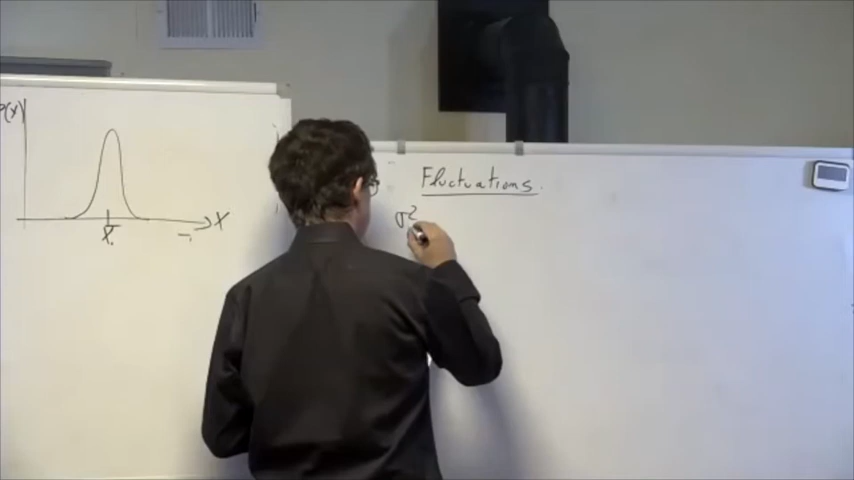 P(x)
x
x̄
Fluctuations.
σ²